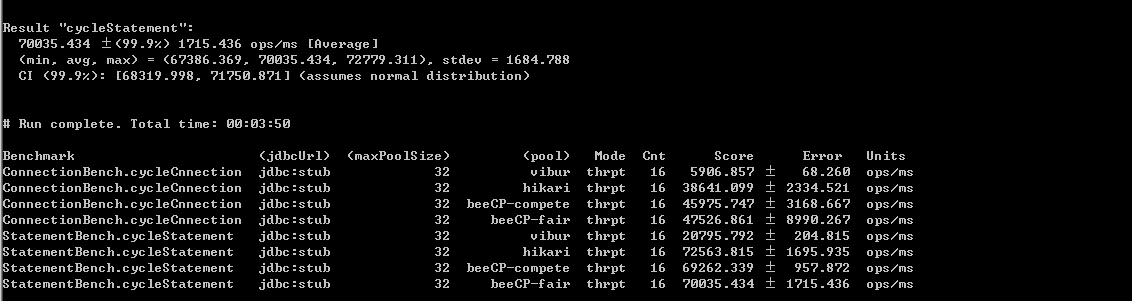 Result "cycleStatement":
  70035.434 ±(99.9%) 1715.436 ops/ms [Average]
  (min, avg, max) = (67386.369, 70035.434, 72779.311), stdev = 1684.788
  CI (99.9%): [68319.998, 71750.871] (assumes normal distribution)
# Run complete. Total time: 00:03:50
Benchmark                       (jdbcUrl)  (maxPoolSize)         (pool)   Mode  Cnt      Score      Error   Units
ConnectionBench.cycleCnnection  jdbc:stub             32          vibur  thrpt   16   5906.857 ±   68.260  ops/ms
ConnectionBench.cycleCnnection  jdbc:stub             32         hikari  thrpt   16  38641.099 ± 2334.521  ops/ms
ConnectionBench.cycleCnnection  jdbc:stub             32  beeCP-compete  thrpt   16  45975.747 ± 3168.667  ops/ms
ConnectionBench.cycleCnnection  jdbc:stub             32     beeCP-fair  thrpt   16  47526.861 ± 8990.267  ops/ms
StatementBench.cycleStatement   jdbc:stub             32          vibur  thrpt   16  20795.792 ±  204.815  ops/ms
StatementBench.cycleStatement   jdbc:stub             32         hikari  thrpt   16  72563.815 ± 1695.935  ops/ms
StatementBench.cycleStatement   jdbc:stub             32  beeCP-compete  thrpt   16  69262.339 ±  957.872  ops/ms
StatementBench.cycleStatement   jdbc:stub             32     beeCP-fair  thrpt   16  70035.434 ± 1715.436  ops/ms